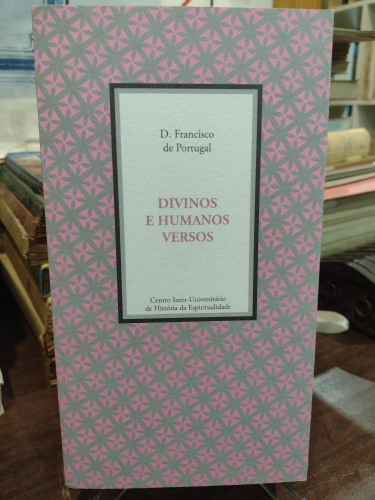 D. Francisco
de Portugal
DIVINOS
E HUMANOS
VERSOS
Centro Inter-Universitário
de História da Espiritualidade